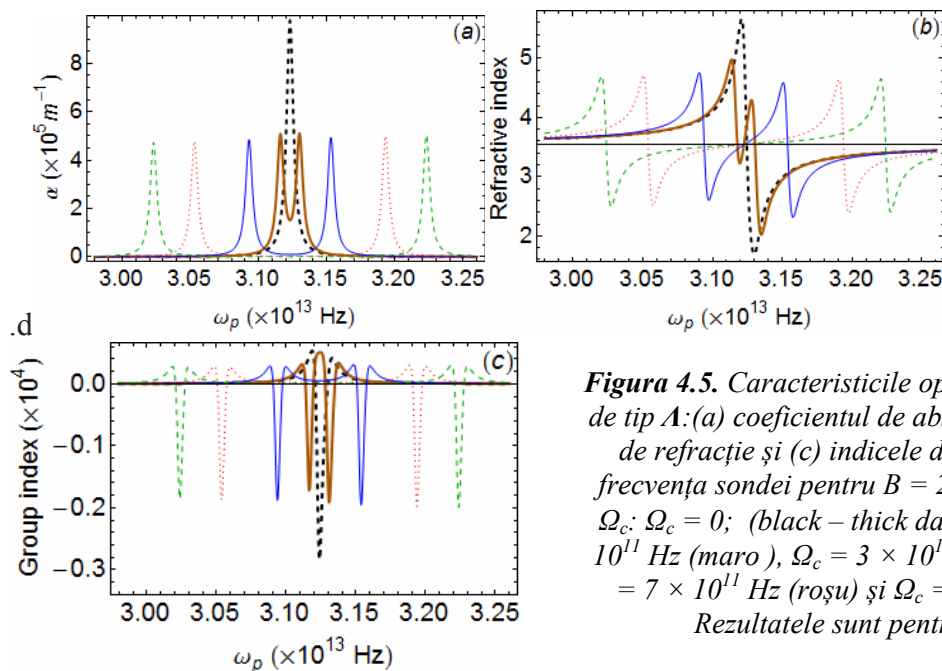 (a)
α (×10⁵ m⁻¹)
8
6
4
2
0
3.00 3.05 3.10 3.15 3.20 3.25
ωₚ (×10¹³ Hz)
(b)
Refractive index
5
4
3
2
3.00 3.05 3.10 3.15 3.20 3.25
ωₚ (×10¹³ Hz)
.d
(c)
Group index (×10⁴)
0.0
−0.1
−0.2
−0.3
3.00 3.05 3.10 3.15 3.20 3.25
ωₚ (×10¹³ Hz)
Figura 4.5. Caracteristicile op
de tip Λ:(a) coeficientul de ab
de refracție și (c) indicele d
frecvența sondei pentru B = 2
Ω_c: Ω_c = 0; (black – thick da
10¹¹ Hz (maro ), Ω_c = 3 × 10¹
= 7 × 10¹¹ Hz (roșu) și Ω_c =
Rezultatele sunt pentr